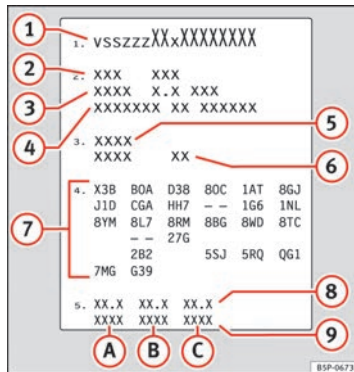 1
1. VSSZZZXXxXXXXXXXX
2
2. XXX XXX
3
XXXX X.X XXX
4
XXXXXXX XX XXXXXX
5
3. XXXX
XXXX XX
6
7
4. X3B B0A D38 80C 1AT 8GJ
J1D CGA HH7 – – 1G6 1NL
8YM 8L7 8RM 8BG 8WD 8TC
– – 27G
2B2 5SJ 5RQ QG1
7MG G39
5. XX.X XX.X XX.X
8
XXXX XXXX XXXX
9
A B C
B5P-0673